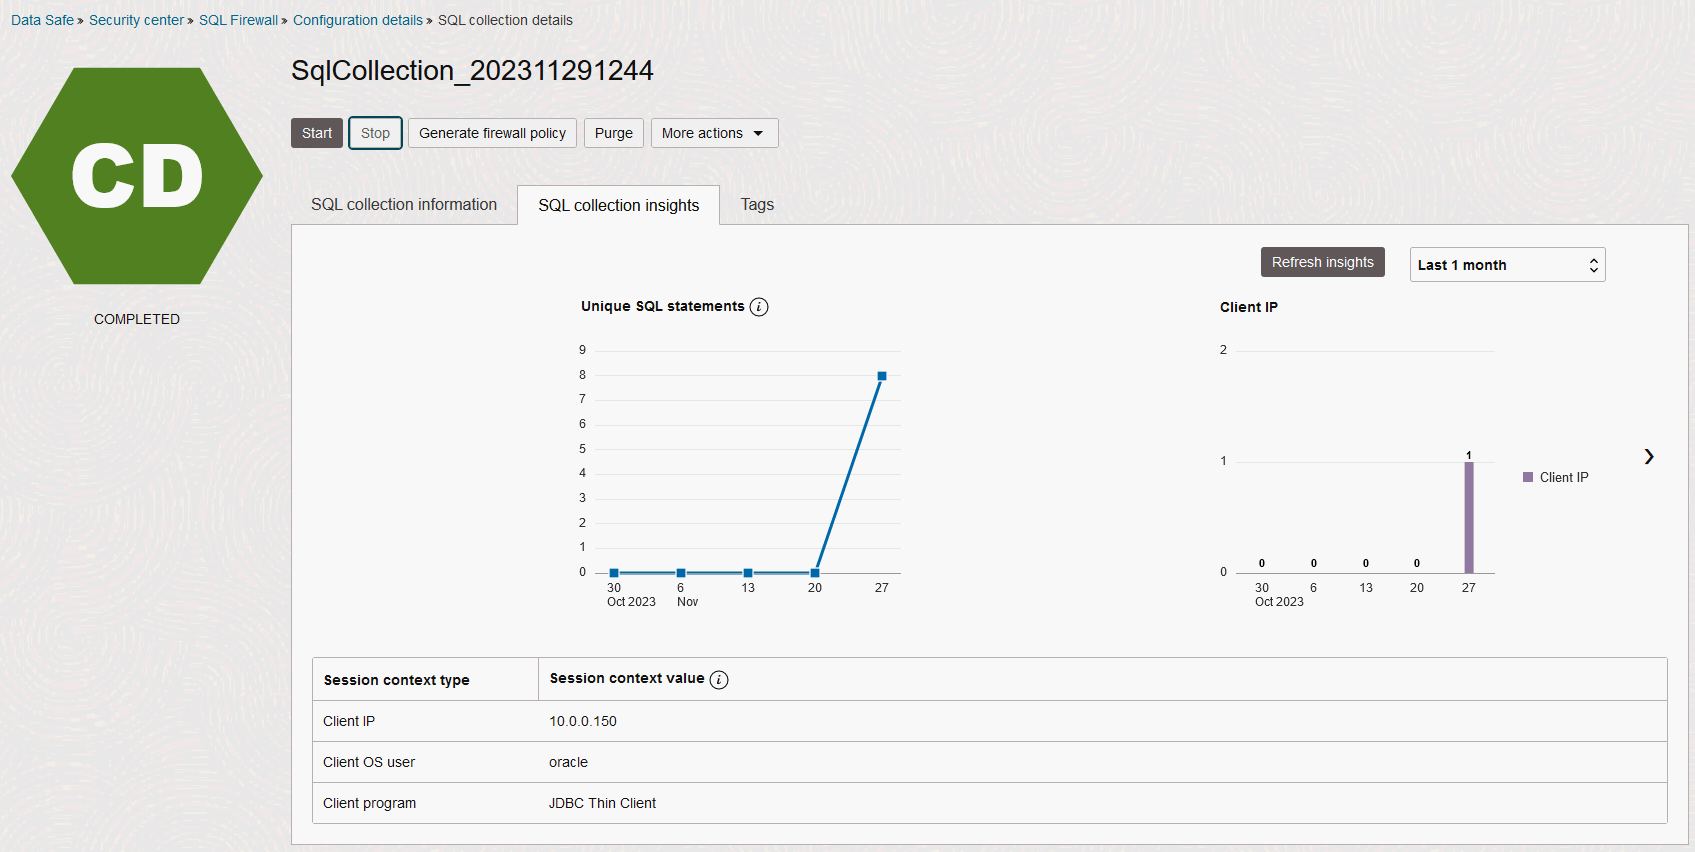 Data Safe » Security center » SQL Firewall » Configuration details » SQL collection details
CD
COMPLETED
SqlCollection_202311291244
Start Stop Generate firewall policy Purge More actions
SQL collection information SQL collection insights Tags
Refresh insights Last 1 month
Unique SQL statements i
9
8
7
6
5
4
3
2
1
0
30 6 13 20 27
Oct 2023 Nov
Client IP
2
1
0
0 0 0 0 1
30 6 13 20 27
Oct 2023
Client IP
Session context type Session context value i
Client IP 10.0.0.150
Client OS user oracle
Client program JDBC Thin Client